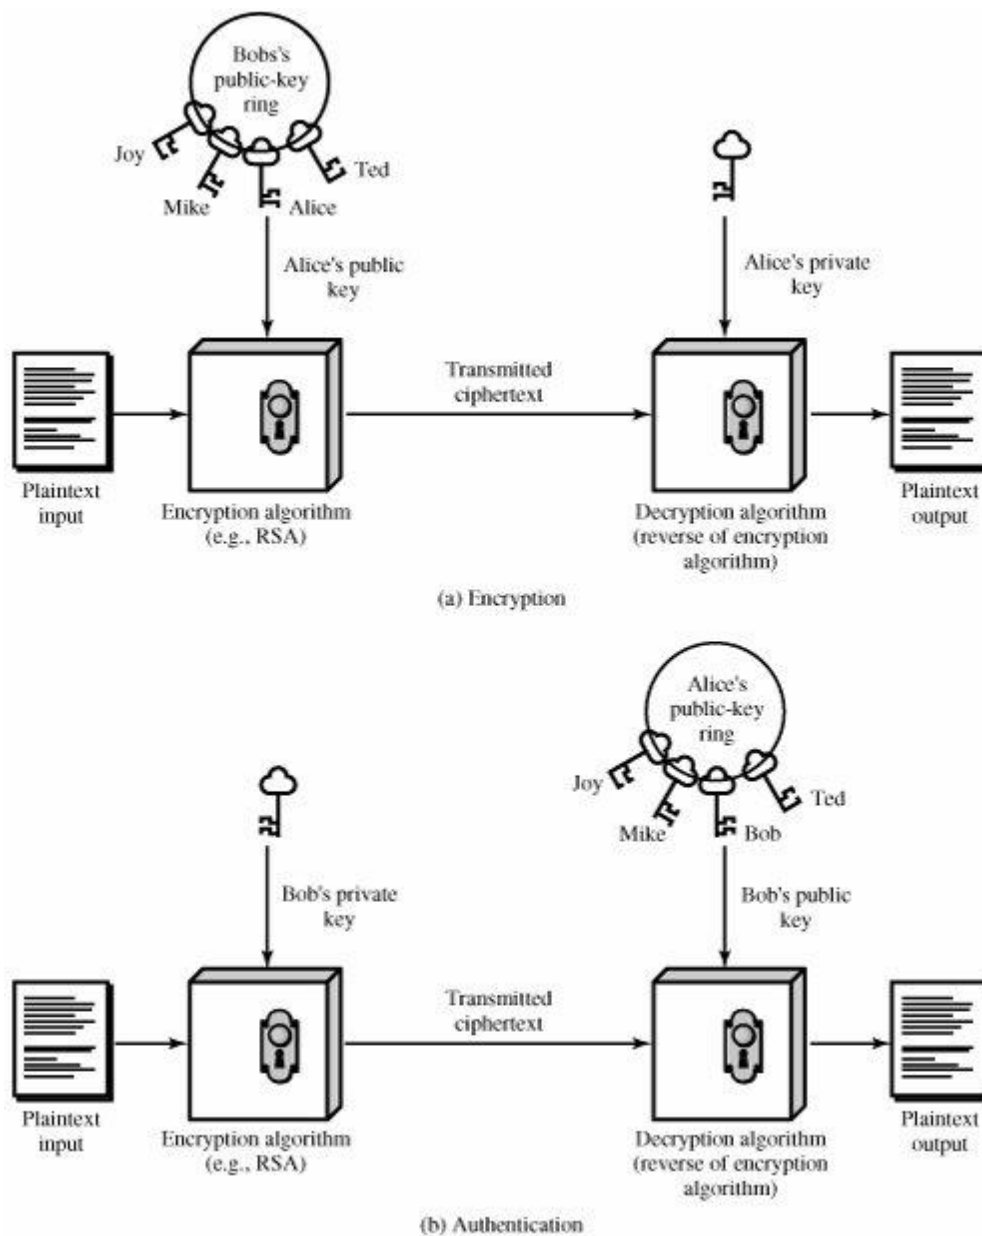 Bobs's
public-key
ring
Joy
Mike
Alice
Ted
Alice's public
key
Alice's private
key
Transmitted
ciphertext
Plaintext
input
Encryption algorithm
(e.g., RSA)
Decryption algorithm
(reverse of encryption
algorithm)
Plaintext
output
(a) Encryption
Alice's
public-key
ring
Joy
Mike
Bob
Ted
Bob's private
key
Bob's public
key
Transmitted
ciphertext
Plaintext
input
Encryption algorithm
(e.g., RSA)
Decryption algorithm
(reverse of encryption
algorithm)
Plaintext
output
(b) Authentication